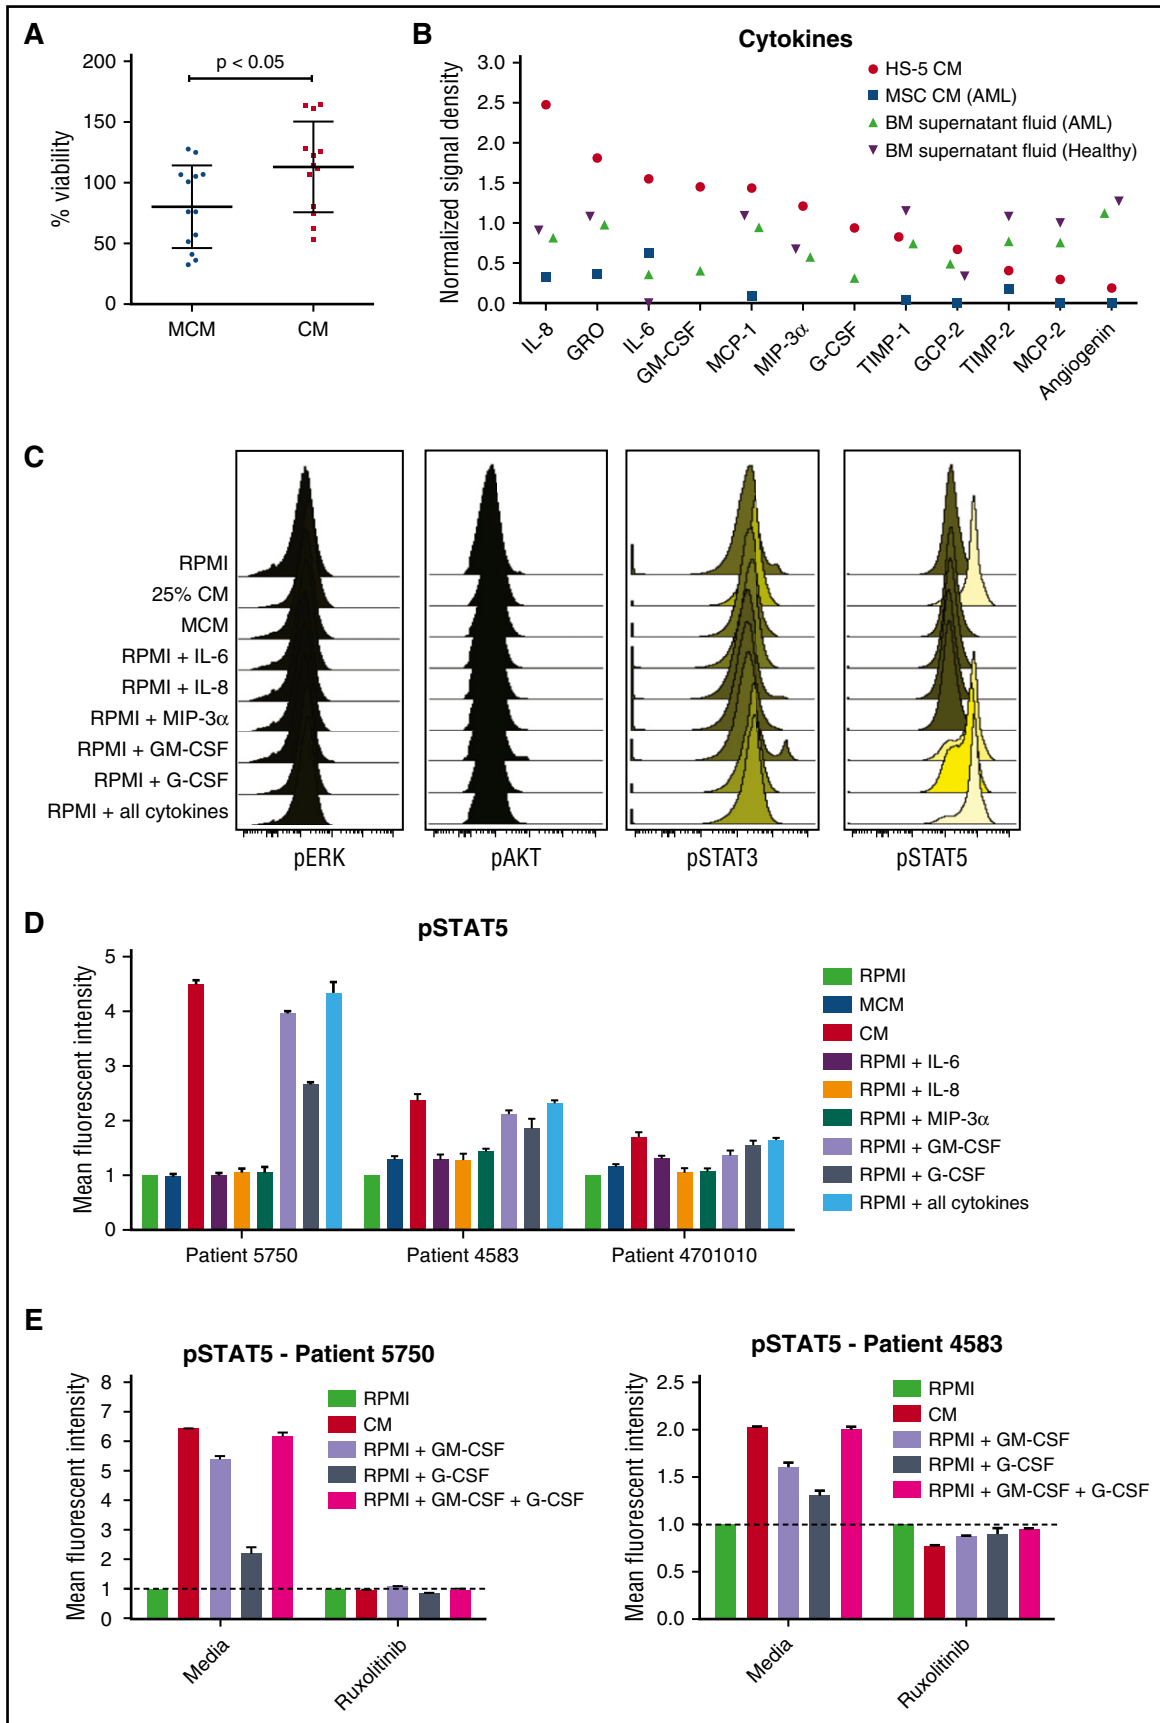 A
200
150
100
50
0
% viability
p < 0.05
MCM
CM
B
Cytokines
3.0
2.5
2.0
1.5
1.0
0.5
0.0
Normalized signal density
HS-5 CM
MSC CM (AML)
BM supernatant fluid (AML)
BM supernatant fluid (Healthy)
IL-8
GRO
IL-6
GM-CSF
MCP-1
MIP-3α
G-CSF
TIMP-1
GCP-2
TIMP-2
MCP-2
Angiogenin
C
RPMI
25% CM
MCM
RPMI + IL-6
RPMI + IL-8
RPMI + MIP-3α
RPMI + GM-CSF
RPMI + G-CSF
RPMI + all cytokines
pERK
pAKT
pSTAT3
pSTAT5
D
pSTAT5
5
4
3
2
1
0
Mean fluorescent intensity
Patient 5750
Patient 4583
Patient 4701010
RPMI
MCM
CM
RPMI + IL-6
RPMI + IL-8
RPMI + MIP-3α
RPMI + GM-CSF
RPMI + G-CSF
RPMI + all cytokines
E
pSTAT5 - Patient 5750
8
7
6
5
4
3
2
1
0
Mean fluorescent intensity
RPMI
CM
RPMI + GM-CSF
RPMI + G-CSF
RPMI + GM-CSF + G-CSF
Media
Ruxolitinib
pSTAT5 - Patient 4583
2.5
2.0
1.5
1.0
0.5
0.0
Mean fluorescent intensity
RPMI
CM
RPMI + GM-CSF
RPMI + G-CSF
RPMI + GM-CSF + G-CSF
Media
Ruxolitinib